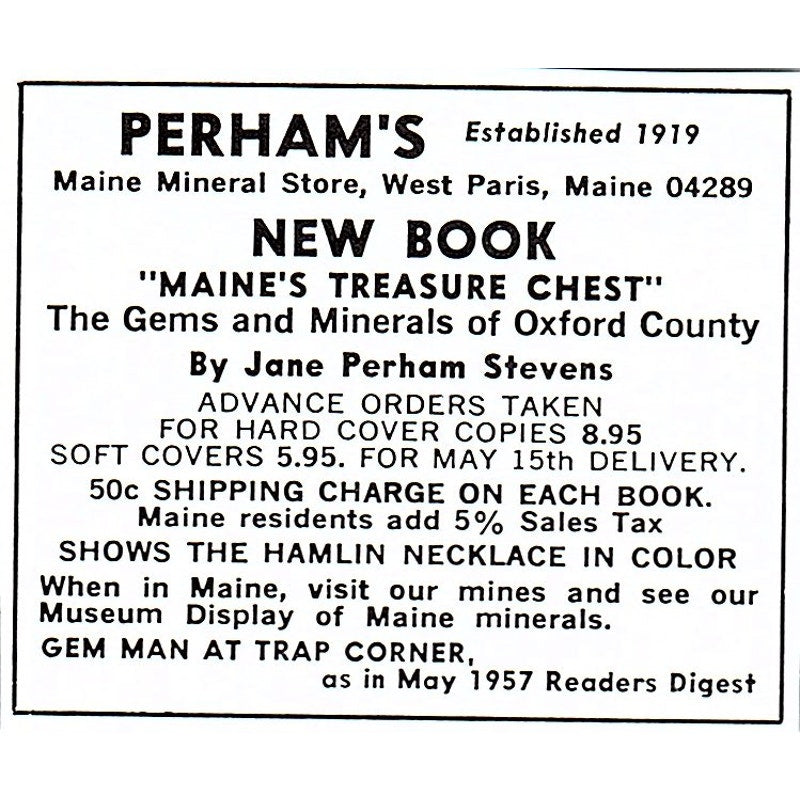 PERHAM'S Established 1919
Maine Mineral Store, West Paris, Maine 04289
NEW BOOK
"MAINE'S TREASURE CHEST"
The Gems and Minerals of Oxford County
By Jane Perham Stevens
ADVANCE ORDERS TAKEN
FOR HARD COVER COPIES 8.95
SOFT COVERS 5.95. FOR MAY 15th DELIVERY.
50c SHIPPING CHARGE ON EACH BOOK.
Maine residents add 5% Sales Tax
SHOWS THE HAMLIN NECKLACE IN COLOR
When in Maine, visit our mines and see our
Museum Display of Maine minerals.
GEM MAN AT TRAP CORNER,
as in May 1957 Readers Digest